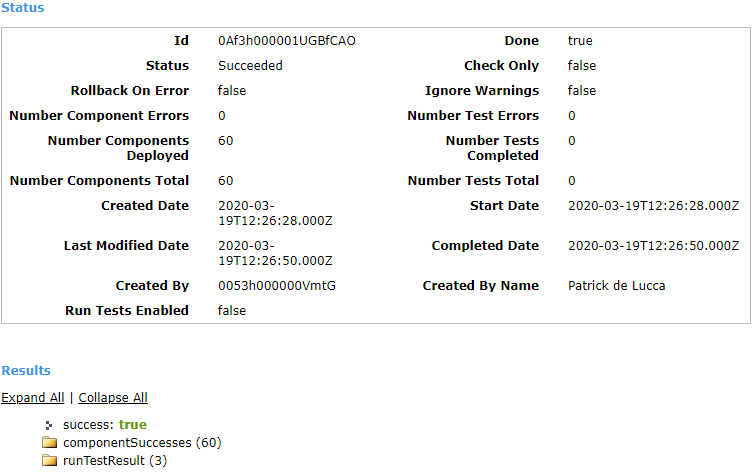 Status
Id 0Af3h000001UGBfCAO Done true
Status Succeeded Check Only false
Rollback On Error false Ignore Warnings false
Number Component Errors 0 Number Test Errors 0
Number Components Deployed 60 Number Tests Completed 0
Number Components Total 60 Number Tests Total 0
Created Date 2020-03-19T12:26:28.000Z Start Date 2020-03-19T12:26:28.000Z
Last Modified Date 2020-03-19T12:26:50.000Z Completed Date 2020-03-19T12:26:50.000Z
Created By 0053h000000VmtG Created By Name Patrick de Lucca
Run Tests Enabled false
Results
Expand All | Collapse All
success: true
componentSuccesses (60)
runTestResult (3)